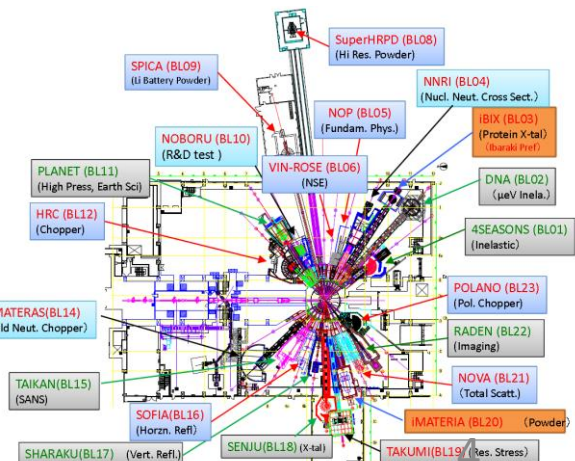 SuperHRPD (BL08)
(Hi Res. Powder)
SPICA (BL09)
(Li Battery Powder)
NNRI (BL04)
(Nucl. Neut. Cross Sect.)
NOP (BL05)
(Fundam. Phys.)
iBIX (BL03)
(Protein X-tal)
(Ibaraki Pref)
NOBORU (BL10)
(R&D test )
VIN-ROSE (BL06)
(NSE)
PLANET (BL11)
(High Press, Earth Sci)
DNA (BL02)
(μeV Inela.)
HRC (BL12)
(Chopper)
4SEASONS (BL01)
(Inelastic)
POLANO (BL23)
(Pol. Chopper)
MATERAS(BL14)
ld Neut. Chopper)
RADEN (BL22)
(Imaging)
TAIKAN(BL15)
(SANS)
NOVA (BL21)
(Total Scatt.)
SOFIA(BL16)
(Horzn. Refl)
iMATERIA (BL20) (Powder)
SHARAKU(BL17) (Vert. Refl.)
SENJU(BL18) (X-tal)
TAKUMI(BL19) (Res. Stress)
4